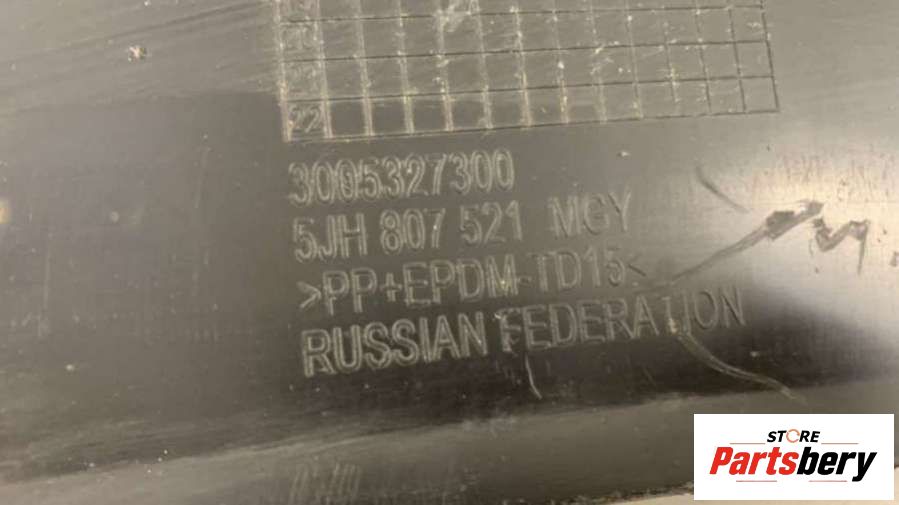 22
3005327300
5JH 807 521 MGY
>PP+EPDM-TD15<
RUSSIAN FEDERATION
STORE
Partsbery